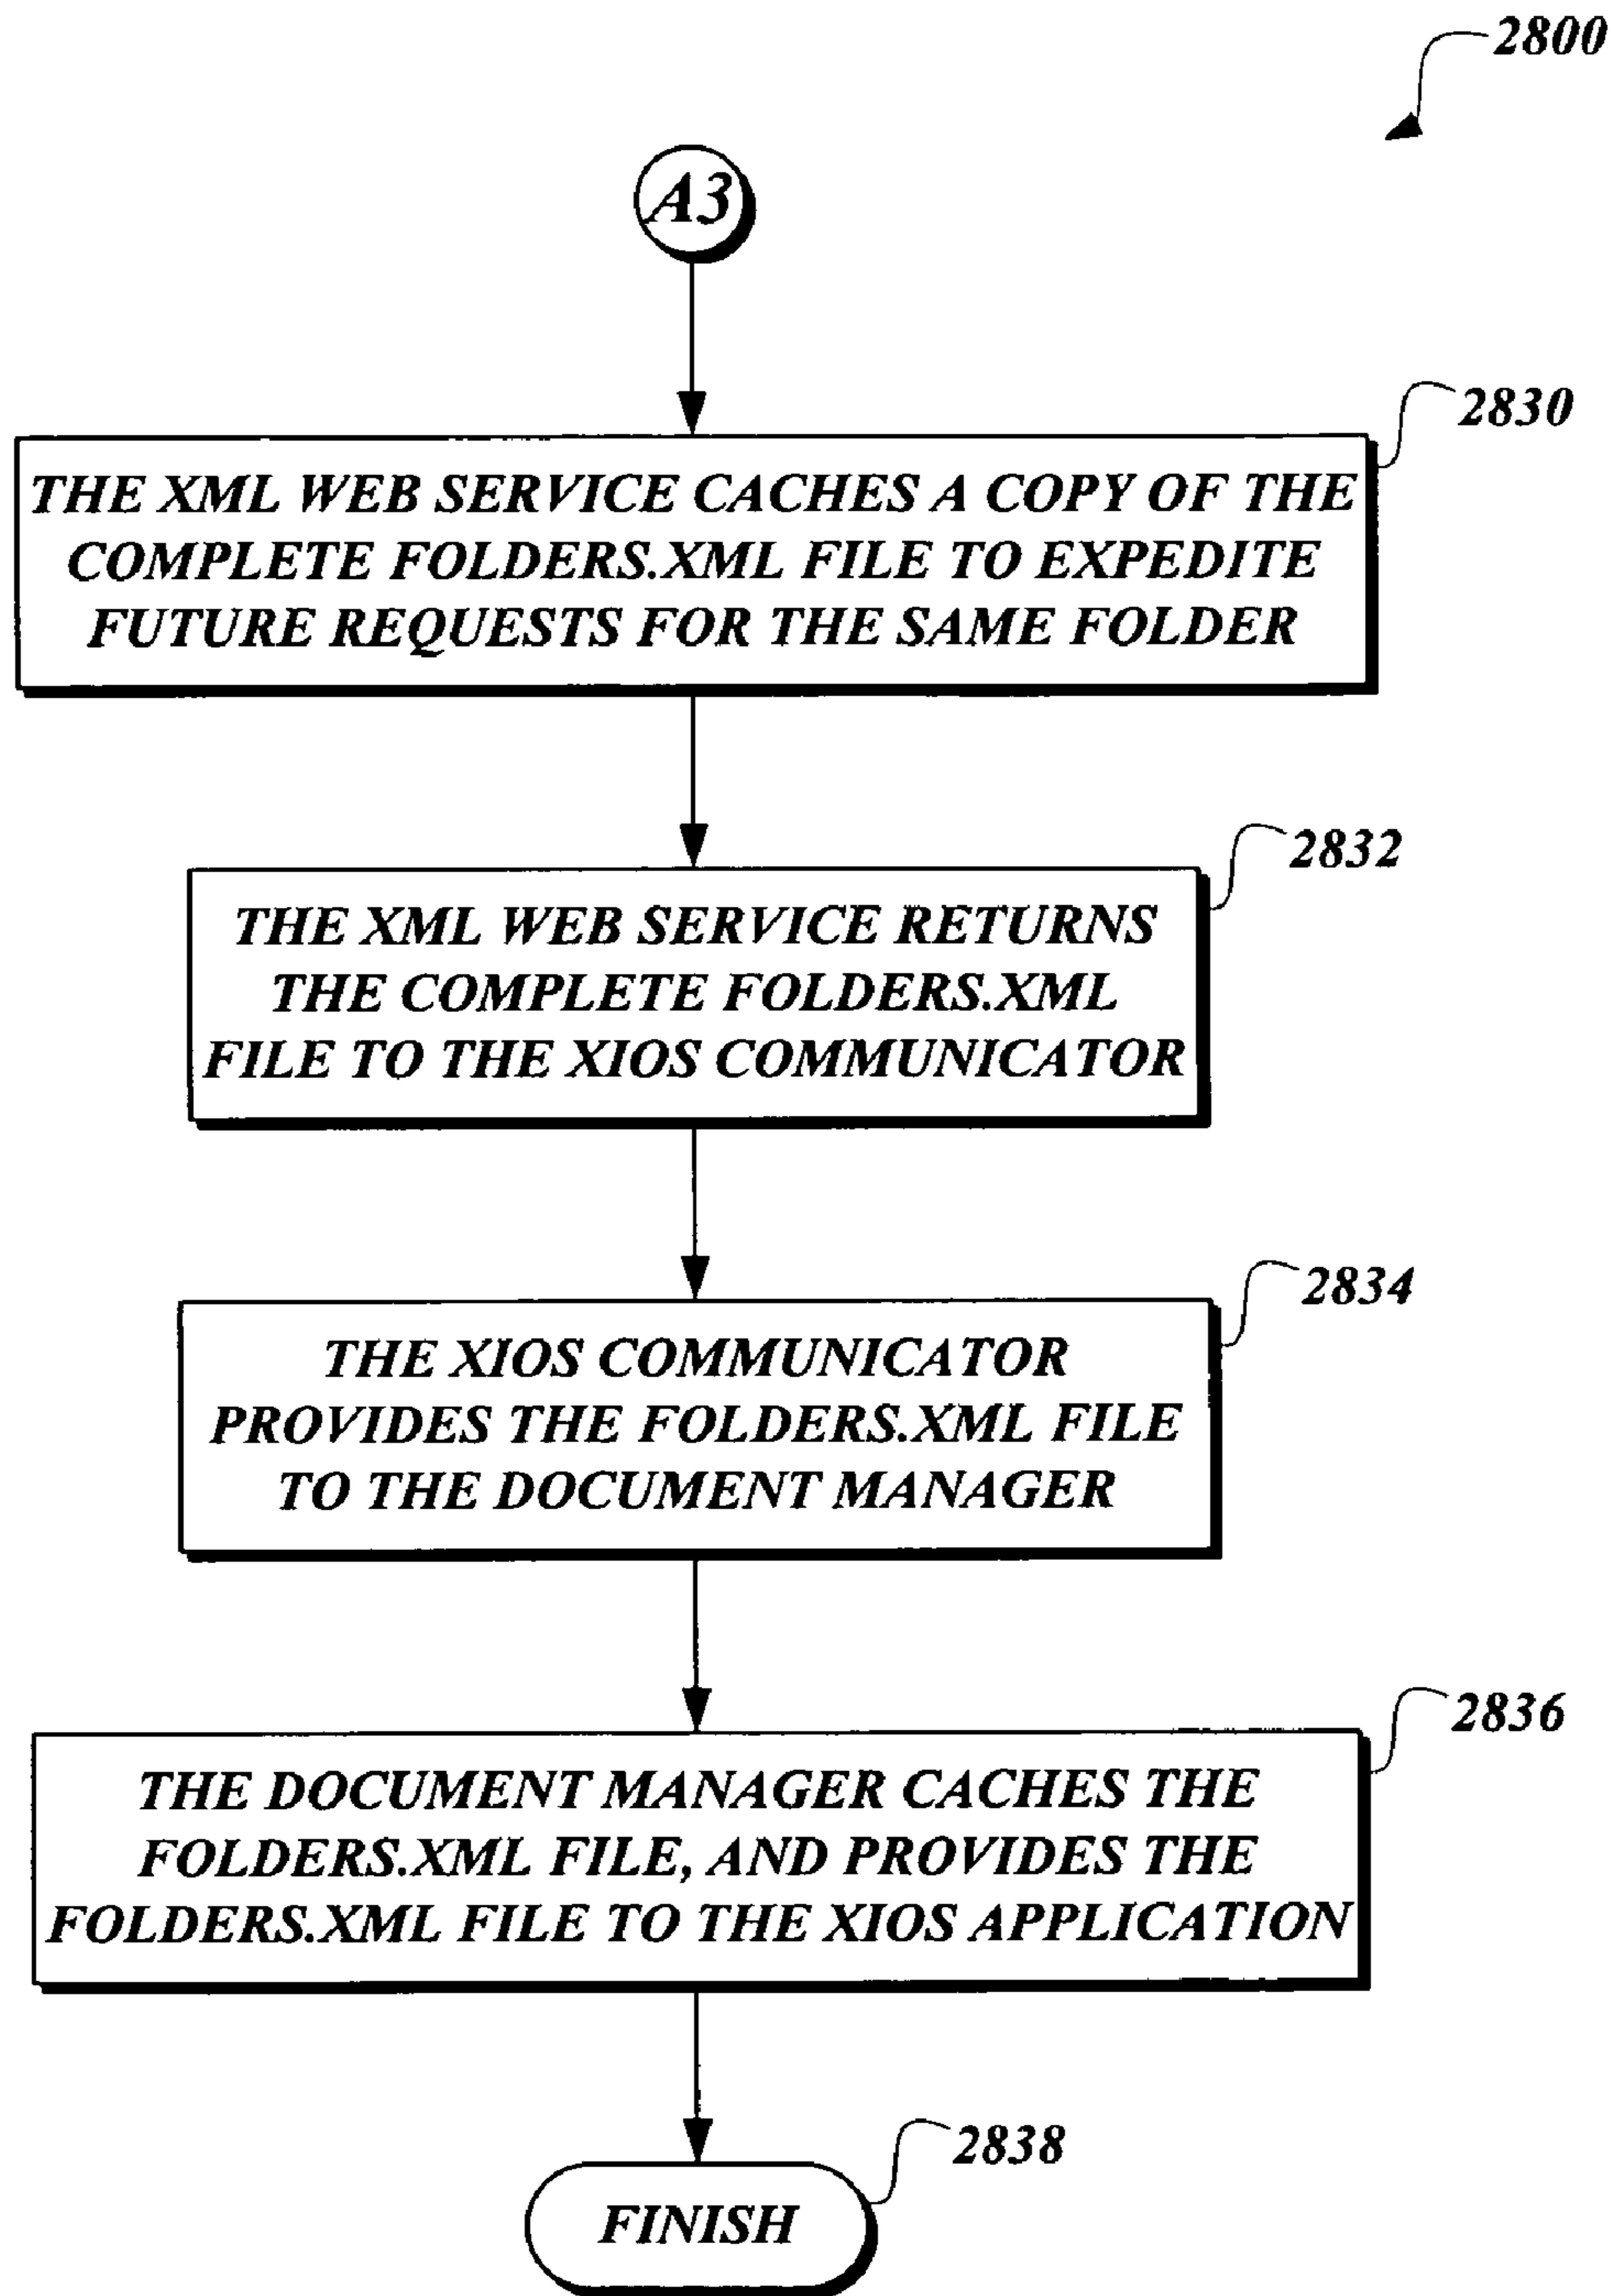 2800
A3
2830
THE XML WEB SERVICE CACHES A COPY OF THE
COMPLETE FOLDERS.XML FILE TO EXPEDITE
FUTURE REQUESTS FOR THE SAME FOLDER
2832
THE XML WEB SERVICE RETURNS
THE COMPLETE FOLDERS.XML
FILE TO THE XIOS COMMUNICATOR
2834
THE XIOS COMMUNICATOR
PROVIDES THE FOLDERS.XML FILE
TO THE DOCUMENT MANAGER
2836
THE DOCUMENT MANAGER CACHES THE
FOLDERS.XML FILE, AND PROVIDES THE
FOLDERS.XML FILE TO THE XIOS APPLICATION
2838
FINISH